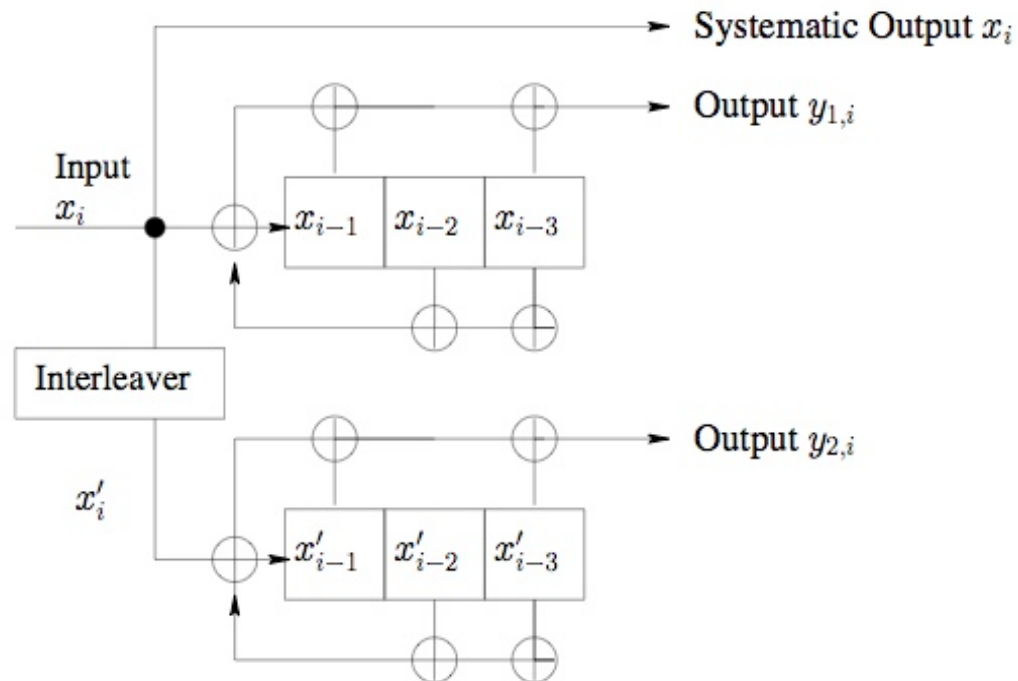 Systematic Output x_i
Output y_{1,i}
Input
x_i
x_{i−1} x_{i−2} x_{i−3}
Interleaver
Output y_{2,i}
x'_i
x'_{i−1} x'_{i−2} x'_{i−3}